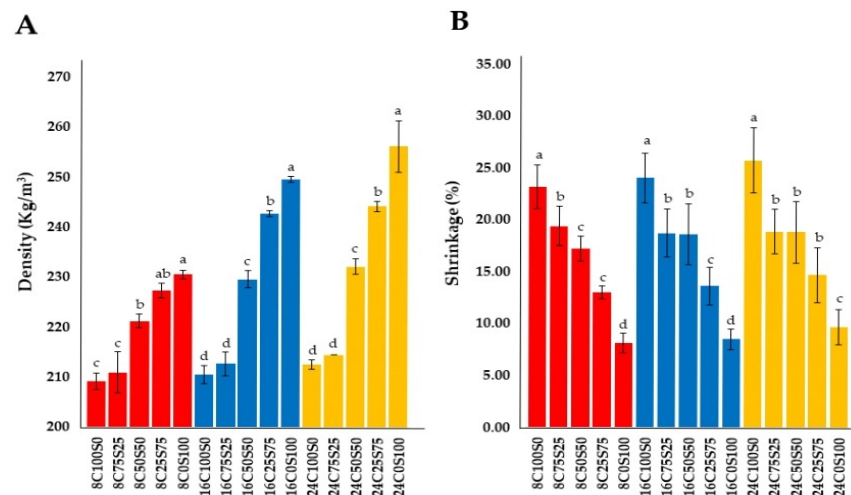 A
Density (Kg/m³)
270
260
250
240
230
220
210
200
c
c
b
ab
a
d
d
c
b
a
d
d
c
b
a
8C100S0
8C75S25
8C50S50
8C25S75
8C0S100
16C100S0
16C75S25
16C50S50
16C25S75
16C0S100
24C100S0
24C75S25
24C50S50
24C25S75
24C0S100
B
Shrinkage (%)
35.00
30.00
25.00
20.00
15.00
10.00
5.00
0.00
a
b
c
c
d
a
b
b
c
d
a
b
b
b
c
8C100S0
8C75S25
8C50S50
8C25S75
8C0S100
16C100S0
16C75S25
16C50S50
16C25S75
16C0S100
24C100S0
24C75S25
24C50S50
24C25S75
24C0S100